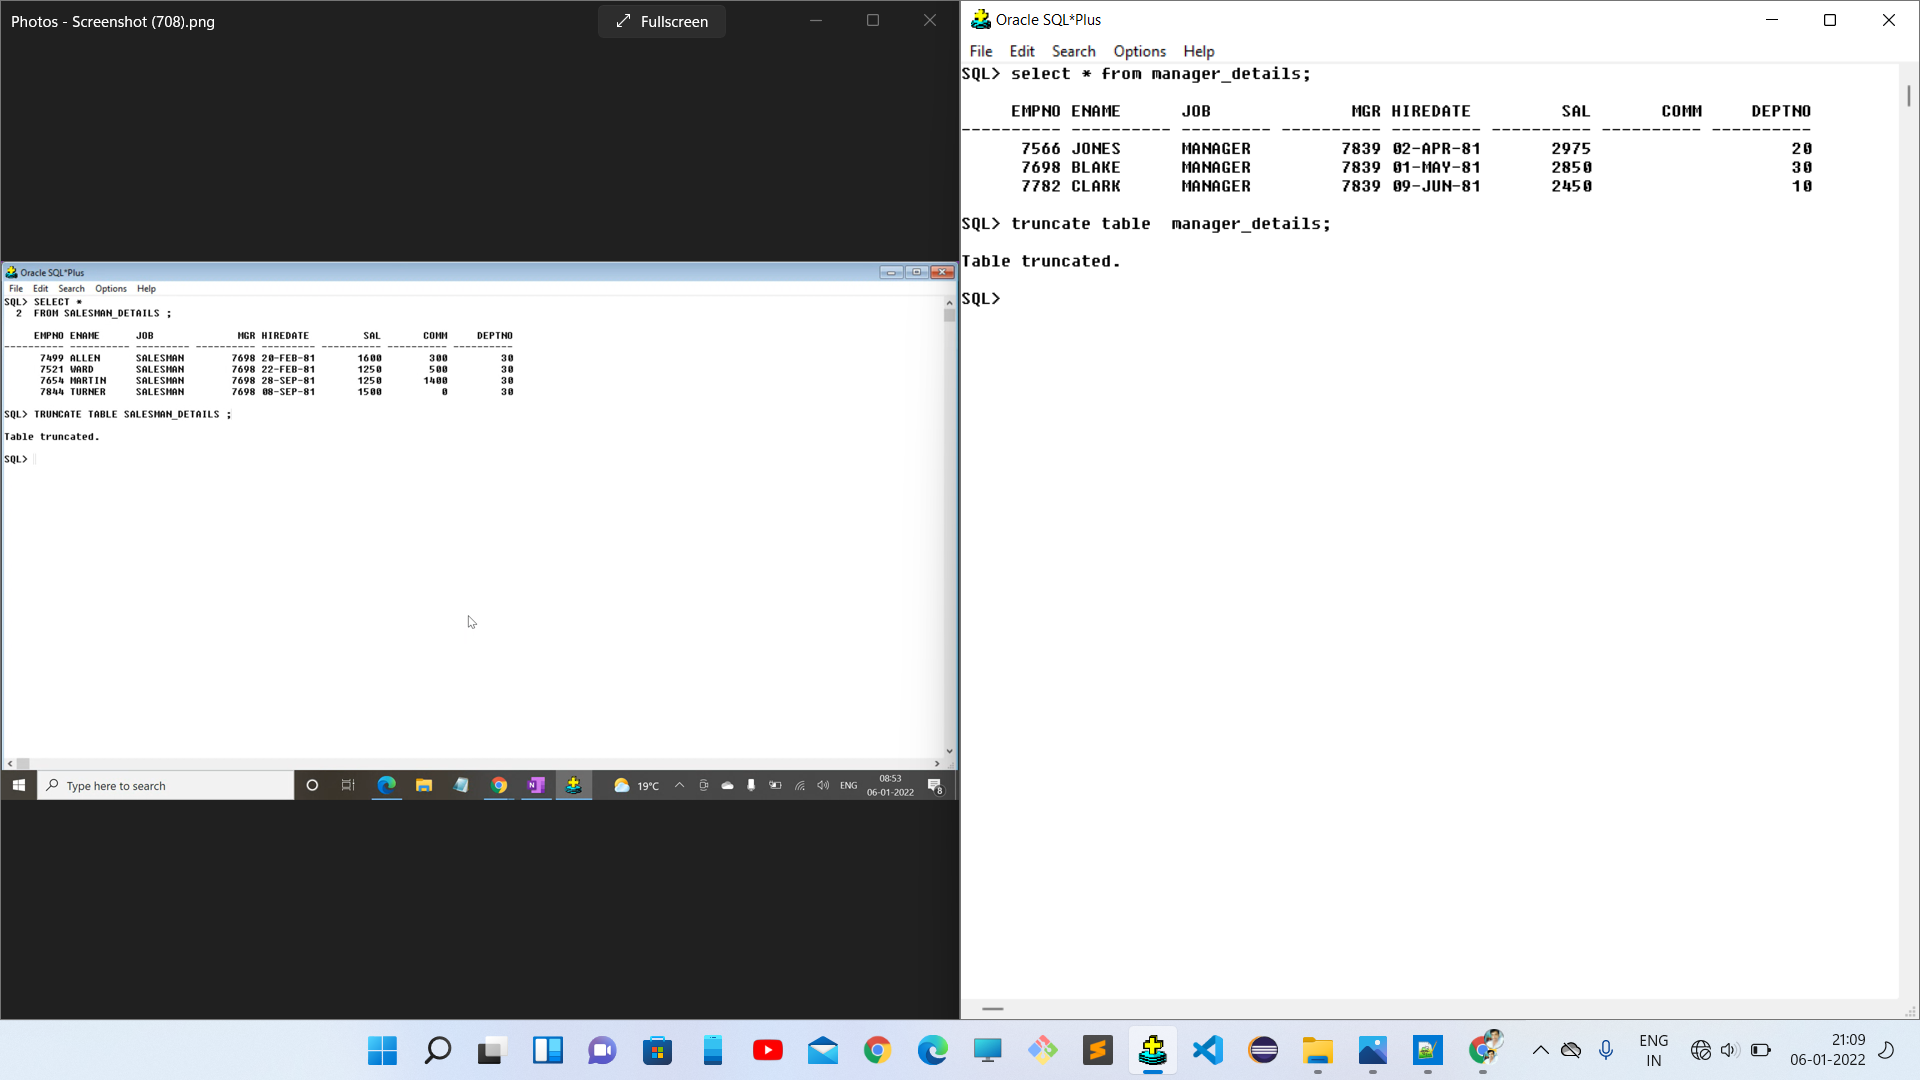 Photos - Screenshot (708).png
Fullscreen
Oracle SQL*Plus
File Edit Search Options Help
SQL> SELECT *
2 FROM SALESMAN_DETAILS ;
EMPNO ENAME JOB MGR HIREDATE SAL COMM DEPTNO
---------- ---------- --------- ---------- --------- ---------- ---------- ----------
7499 ALLEN SALESMAN 7698 20-FEB-81 1600 300 30
7521 WARD SALESMAN 7698 22-FEB-81 1250 500 30
7654 MARTIN SALESMAN 7698 28-SEP-81 1250 1400 30
7844 TURNER SALESMAN 7698 08-SEP-81 1500 0 30
SQL> TRUNCATE TABLE SALESMAN_DETAILS ;
Table truncated.
SQL>
Type here to search
19°C
ENG
08:53
06-01-2022
8
Oracle SQL*Plus
File Edit Search Options Help
SQL> select * from manager_details;
EMPNO ENAME JOB MGR HIREDATE SAL COMM DEPTNO
---------- ---------- --------- ---------- --------- ---------- ---------- ----------
7566 JONES MANAGER 7839 02-APR-81 2975 20
7698 BLAKE MANAGER 7839 01-MAY-81 2850 30
7782 CLARK MANAGER 7839 09-JUN-81 2450 10
SQL> truncate table  manager_details;
Table truncated.
SQL>
ENG
IN
21:09
06-01-2022